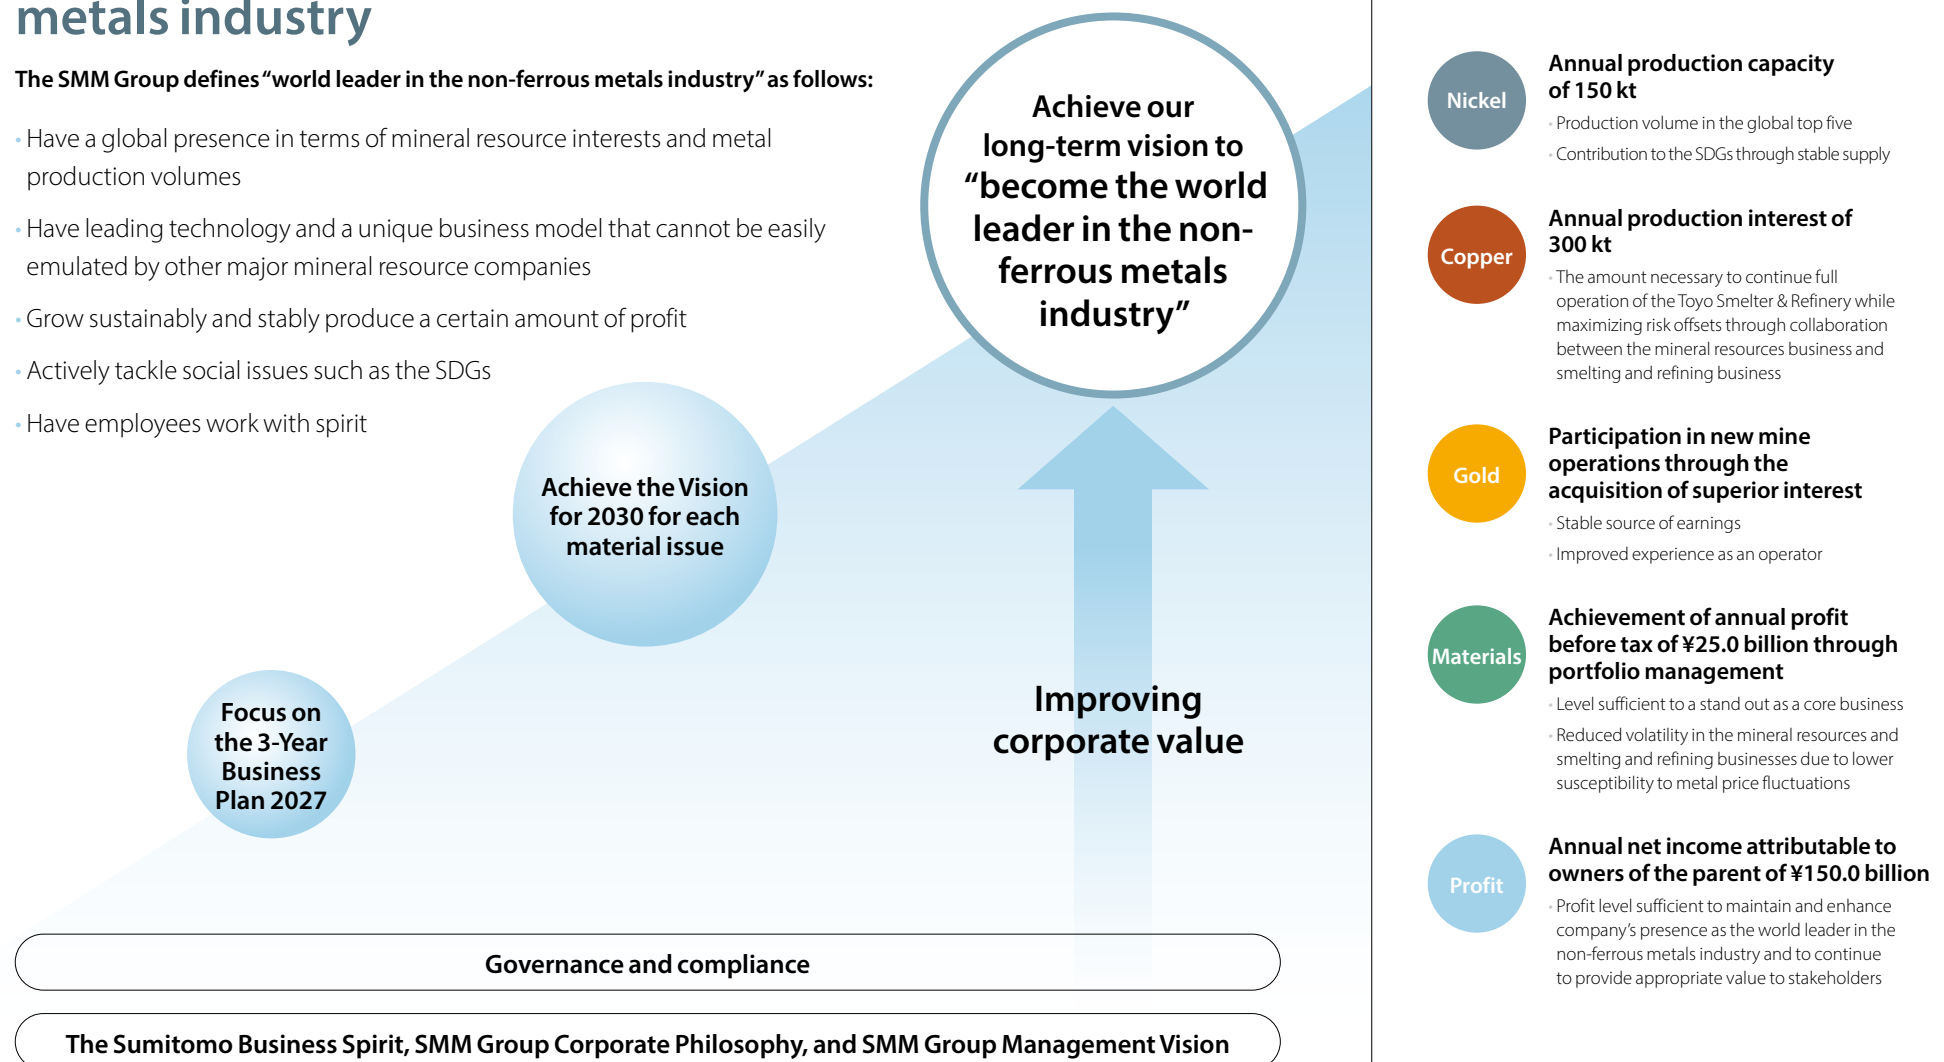 metals industry
The SMM Group defines “world leader in the non-ferrous metals industry” as follows:
• Have a global presence in terms of mineral resource interests and metal
production volumes
• Have leading technology and a unique business model that cannot be easily
emulated by other major mineral resource companies
• Grow sustainably and stably produce a certain amount of profit
• Actively tackle social issues such as the SDGs
• Have employees work with spirit
Focus on
the 3-Year
Business
Plan 2027
Achieve the Vision
for 2030 for each
material issue
Achieve our
long-term vision to
“become the world
leader in the non-
ferrous metals
industry”
Improving
corporate value
Governance and compliance
The Sumitomo Business Spirit, SMM Group Corporate Philosophy, and SMM Group Management Vision
Nickel
Annual production capacity
of 150 kt
• Production volume in the global top five
• Contribution to the SDGs through stable supply
Copper
Annual production interest of
300 kt
• The amount necessary to continue full
operation of the Toyo Smelter & Refinery while
maximizing risk offsets through collaboration
between the mineral resources business and
smelting and refining business
Gold
Participation in new mine
operations through the
acquisition of superior interest
• Stable source of earnings
• Improved experience as an operator
Materials
Achievement of annual profit
before tax of ¥25.0 billion through
portfolio management
• Level sufficient to a stand out as a core business
• Reduced volatility in the mineral resources and
smelting and refining businesses due to lower
susceptibility to metal price fluctuations
Profit
Annual net income attributable to
owners of the parent of ¥150.0 billion
• Profit level sufficient to maintain and enhance
company’s presence as the world leader in the
non-ferrous metals industry and to continue
to provide appropriate value to stakeholders